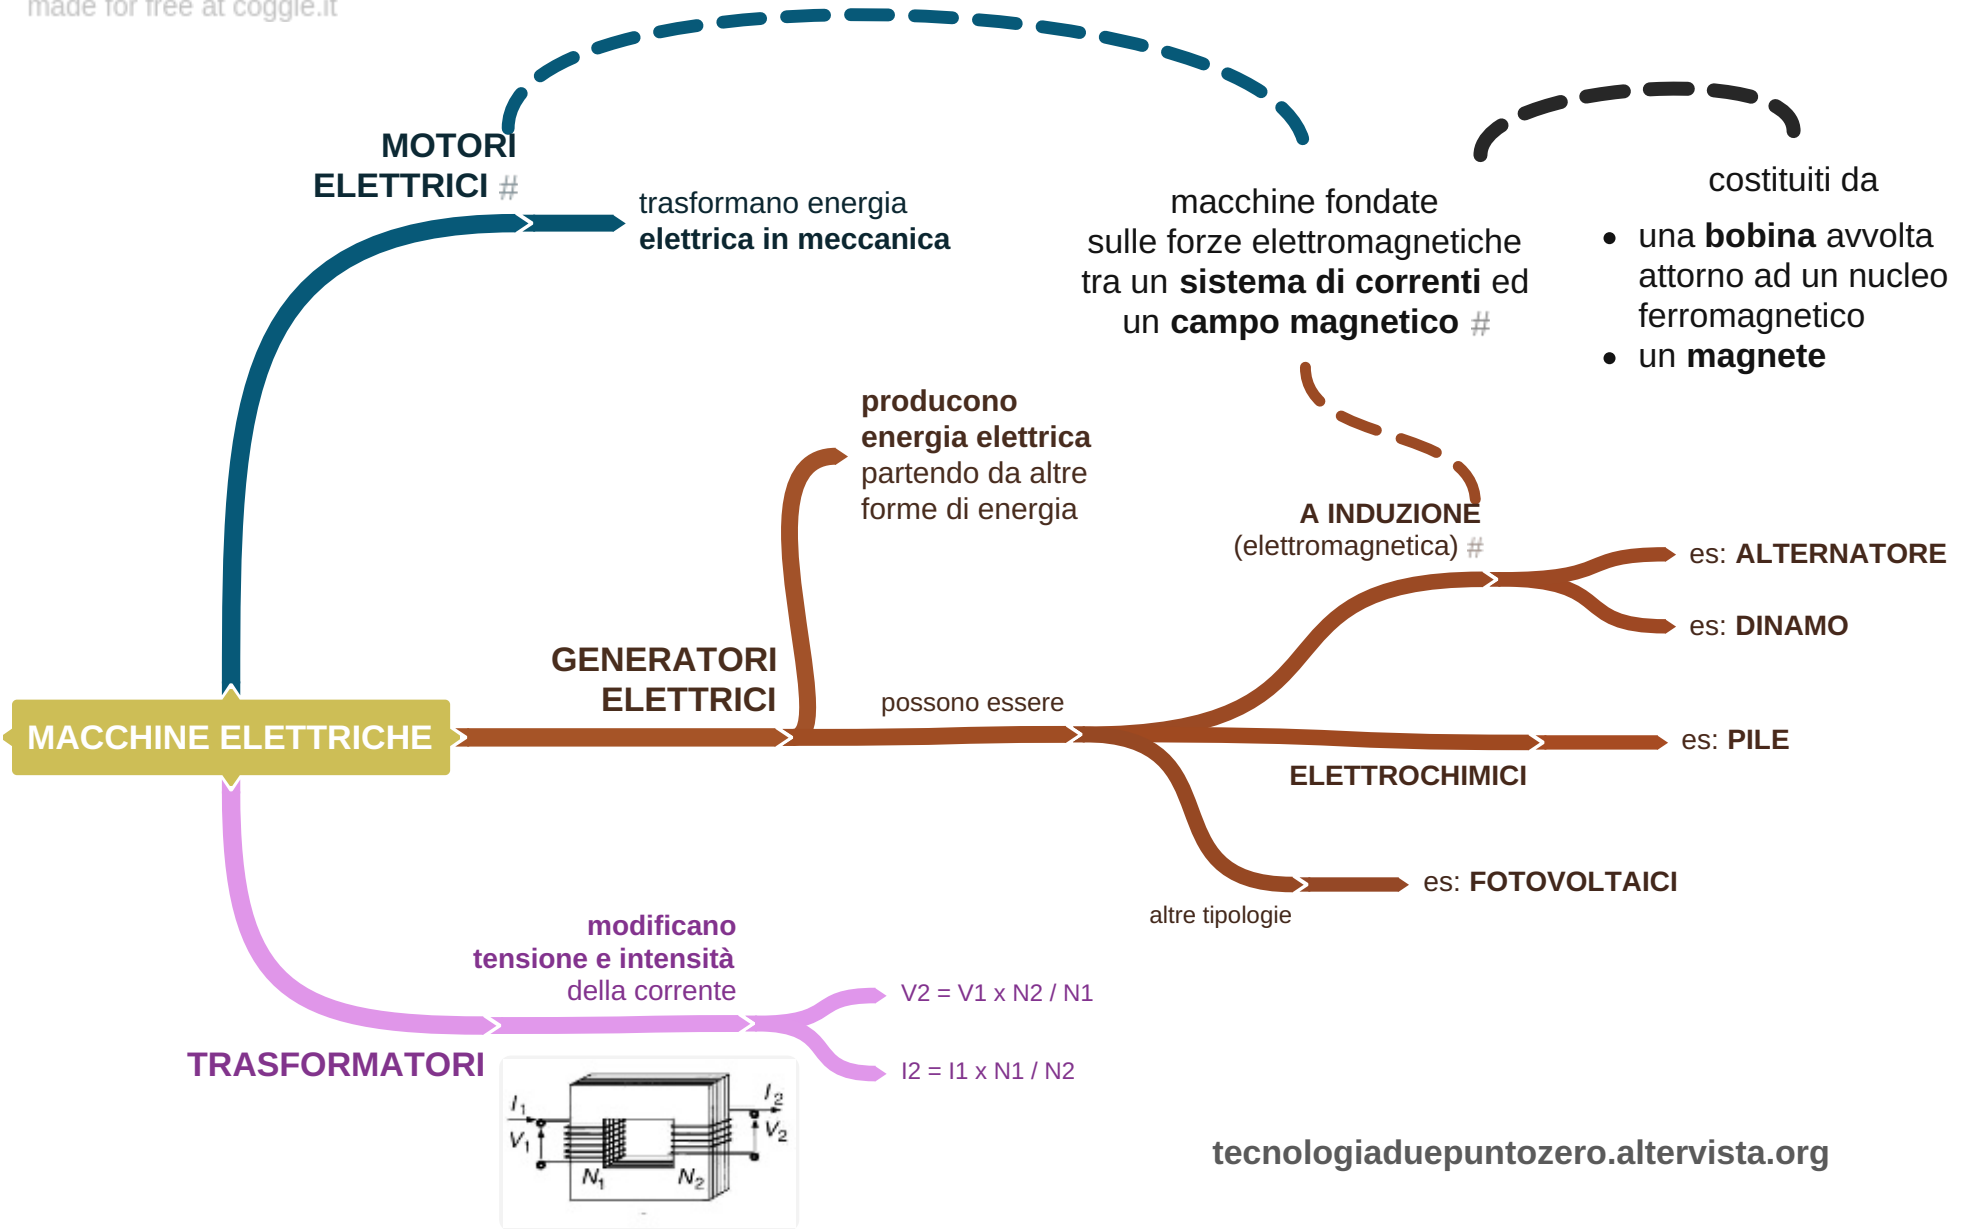 made for free at coggle.it
MOTORI
ELETTRICI #
trasformano energia
elettrica in meccanica
macchine fondate
sulle forze elettromagnetiche
tra un sistema di correnti ed
un campo magnetico #
costituiti da
• una bobina avvolta
attorno ad un nucleo
ferromagnetico
• un magnete
producono
energia elettrica
partendo da altre
forme di energia
A INDUZIONE
(elettromagnetica) #
es: ALTERNATORE
es: DINAMO
GENERATORI
ELETTRICI
possono essere
MACCHINE ELETTRICHE
ELETTROCHIMICI
es: PILE
altre tipologie
es: FOTOVOLTAICI
modificano
tensione e intensità
della corrente
TRASFORMATORI
V2 = V1 x N2 / N1
I2 = I1 x N1 / N2
I1
I2
V1
V2
N1
N2
tecnologiaduepuntozero.altervista.org